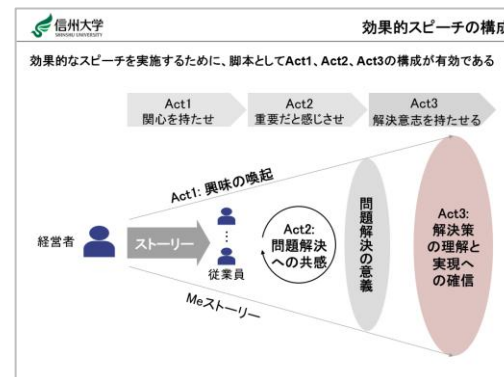 信州大学
SHINSHU UNIVERSITY
効果的スピーチの構成
効果的なスピーチを実施するために、脚本としてAct1、Act2、Act3の構成が有効である
Act1
関心を持たせ
Act2
重要だと感じさせ
Act3
解決意志を持たせる
Act1: 興味の喚起
経営者
ストーリー
従業員
Act2:
問題解決
への共感
問題解決の意義
Act3:
解決策
の理解と
実現へ
の確信
Meストーリー